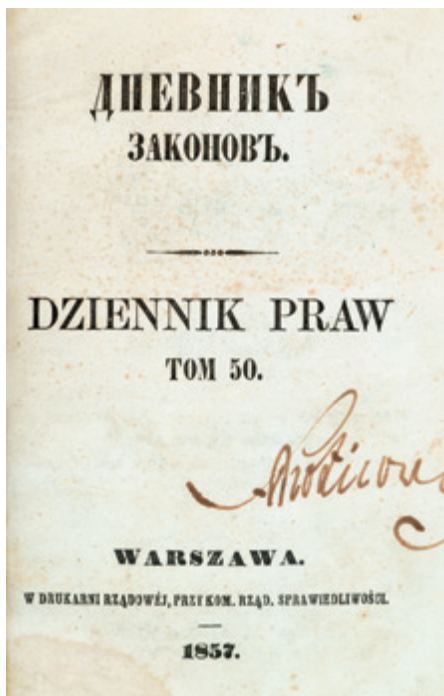 ДНЕВНИКЪ
ЗАКОНОВЪ.
DZIENNIK PRAW
TOM 50.
WARSZAWA.
W DRUKARNI RZĄDOWÉJ, PRZY KOM. RZĄD. SPRAWIEDLIWOŚCI.
1857.